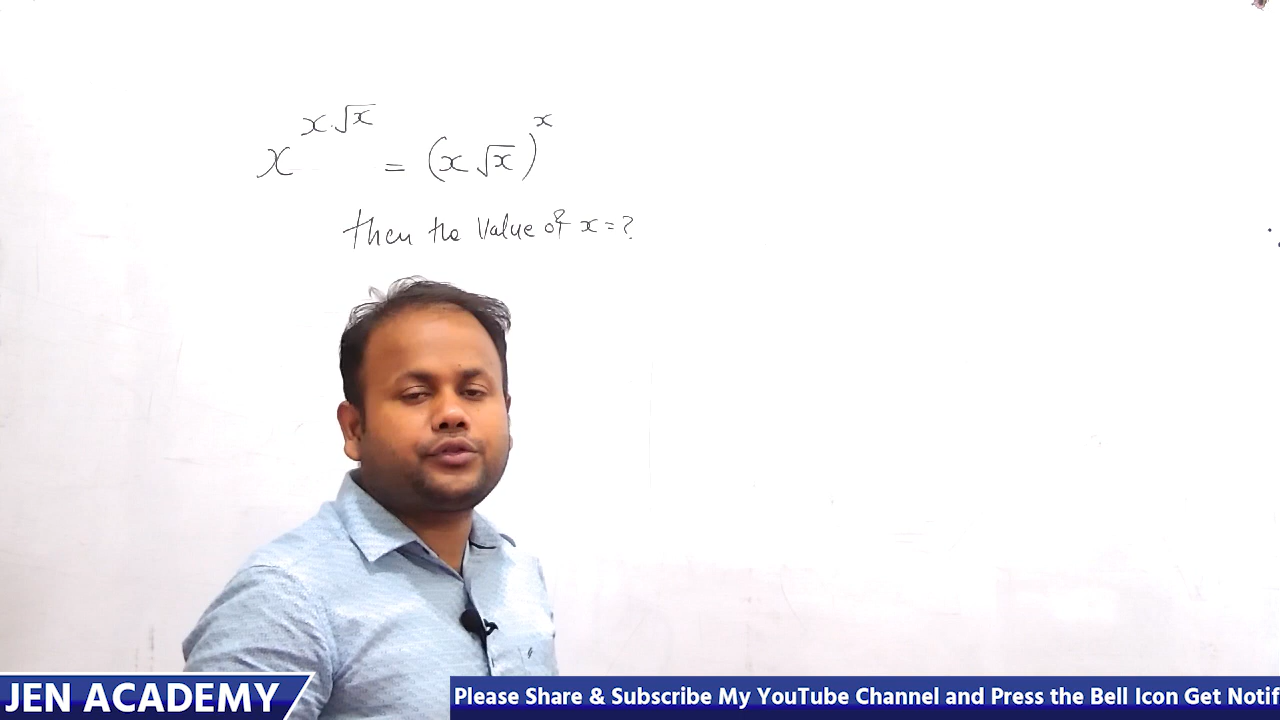 x^{x.√x} = (x √x)^x
then the value of x = ?
JEN ACADEMY
Please Share & Subscribe My YouTube Channel and Press the Bell Icon Get Notif